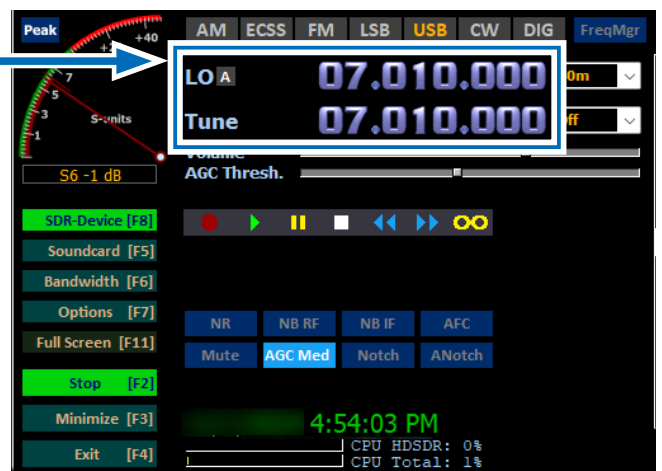 Peak
+40
AM ECSS FM LSB USB CW DIG FreqMgr
7
5
3
1
S-units
LO A 07.010.000
Tune 07.010.000
S6 -1 dB
AGC Thresh.
SDR-Device [F8]
Soundcard [F5]
Bandwidth [F6]
Options [F7]
Full Screen [F11]
NR NB RF NB IF AFC
Mute AGC Med Notch ANotch
Stop [F2]
Minimize [F3]
Exit [F4]
4:54:03 PM
CPU HDSDR: 0%
CPU Total: 1%